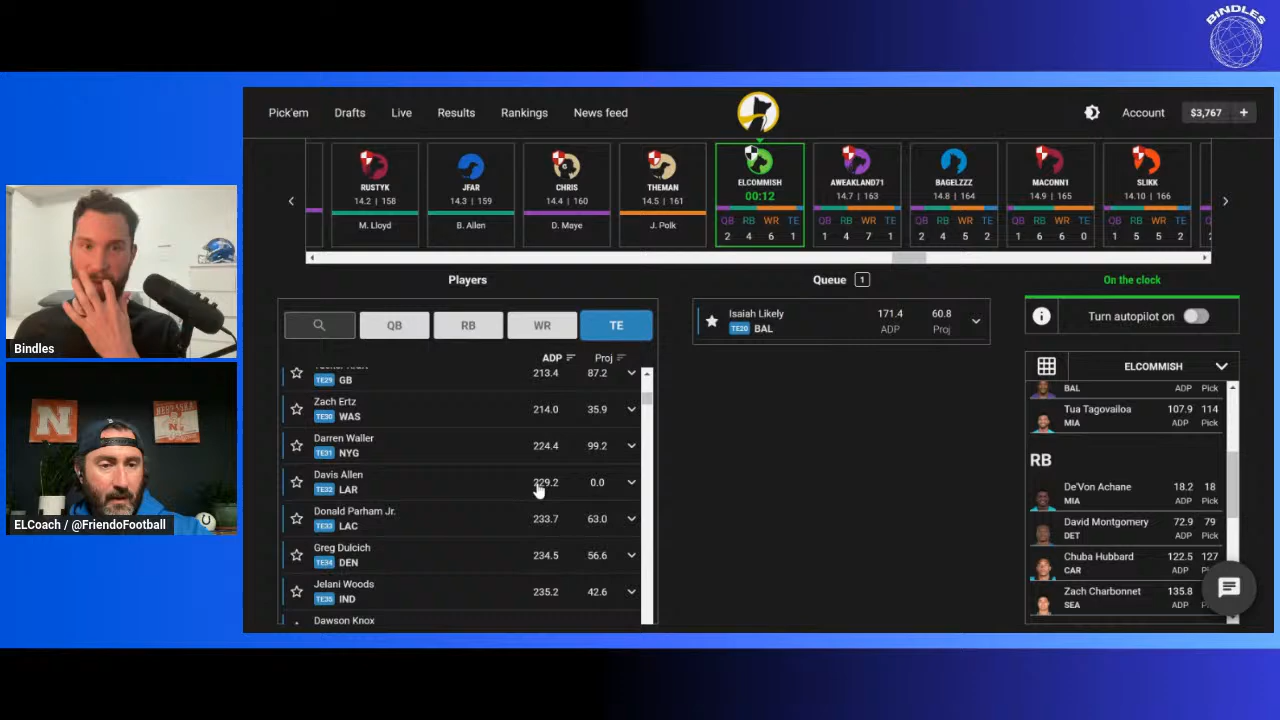 BINDLES
Pick'em Drafts Live Results Rankings News feed Account $3,767 +
RUSTYK
14.2 | 158
M. Lloyd
JFAR
14.3 | 159
B. Allen
CHRIS
14.4 | 160
D. Maye
THEMAN
14.5 | 161
J. Polk
ELCOMMISH
00:12
QB RB WR TE
2 4 6 1
AWEAKLAND71
14.7 | 163
QB RB WR TE
1 4 7 1
BAGELZZZ
14.8 | 164
QB RB WR TE
2 4 5 2
MACONN1
14.9 | 165
QB RB WR TE
1 6 6 0
SLIKK
14.10 | 166
QB RB WR TE
1 5 5 2
Players
QB RB WR TE
ADP Proj
TE29 GB 213.4 87.2
Zach Ertz
TE30 WAS 214.0 35.9
Darren Waller
TE31 NYG 224.4 99.2
Davis Allen
TE32 LAR 229.2 0.0
Donald Parham Jr.
TE33 LAC 233.7 63.0
Greg Dulcich
TE34 DEN 234.5 56.6
Jelani Woods
TE35 IND 235.2 42.6
Dawson Knox
Queue 1
Isaiah Likely 171.4 60.8
TE20 BAL ADP Proj
On the clock
Turn autopilot on
ELCOMMISH
BAL ADP Pick
Tua Tagovailoa 107.9 114
MIA ADP Pick
RB
De'Von Achane 18.2 18
MIA ADP Pick
David Montgomery 72.9 79
DET ADP Pick
Chuba Hubbard 122.5 127
CAR ADP Pick
Zach Charbonnet 135.8
SEA ADP
Bindles
N
ELCoach / @FriendoFootball